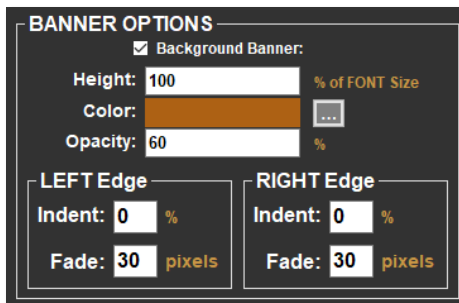 BANNER OPTIONS
Background Banner:
Height: 100 % of FONT Size
Color: ...
Opacity: 60 %
LEFT Edge RIGHT Edge
Indent: 0 % Indent: 0 %
Fade: 30 pixels Fade: 30 pixels